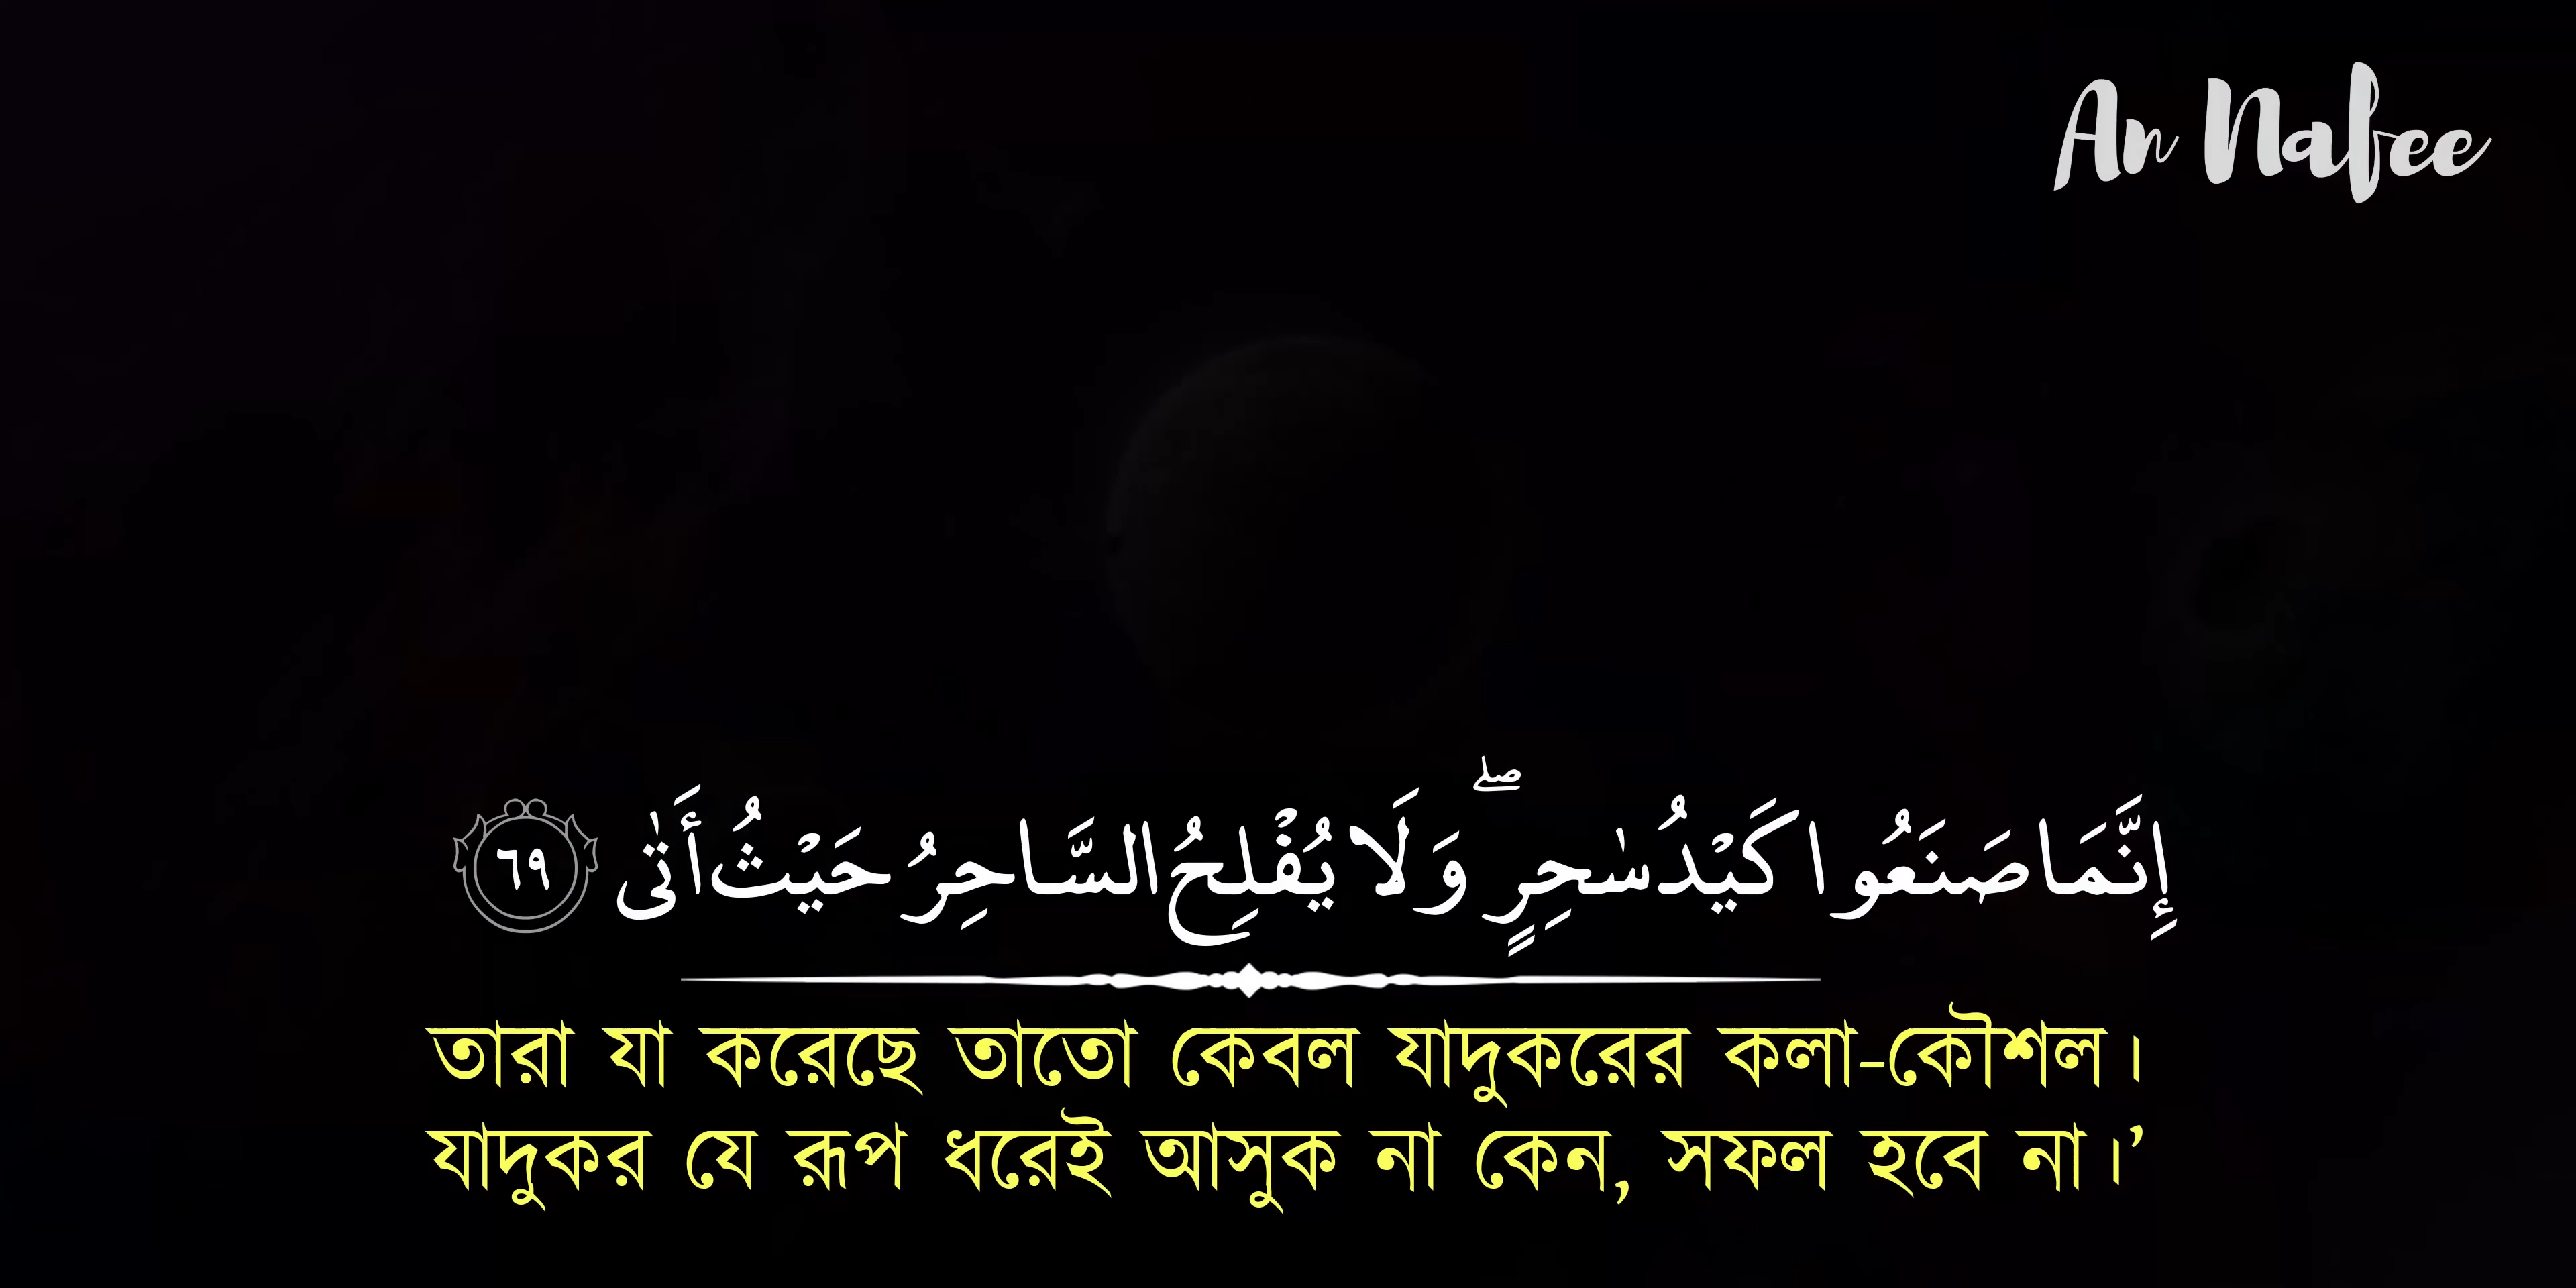 An Nafee
إِنَّمَا صَنَعُوا كَيْدُ سٰحِرٍ ۖ وَلَا يُفْلِحُ السَّاحِرُ حَيْثُ أَتٰى ٦٩
তারা যা করেছে তাতো কেবল যাদুকরের কলা-কৌশল।
যাদুকর যে রূপ ধরেই আসুক না কেন, সফল হবে না।’